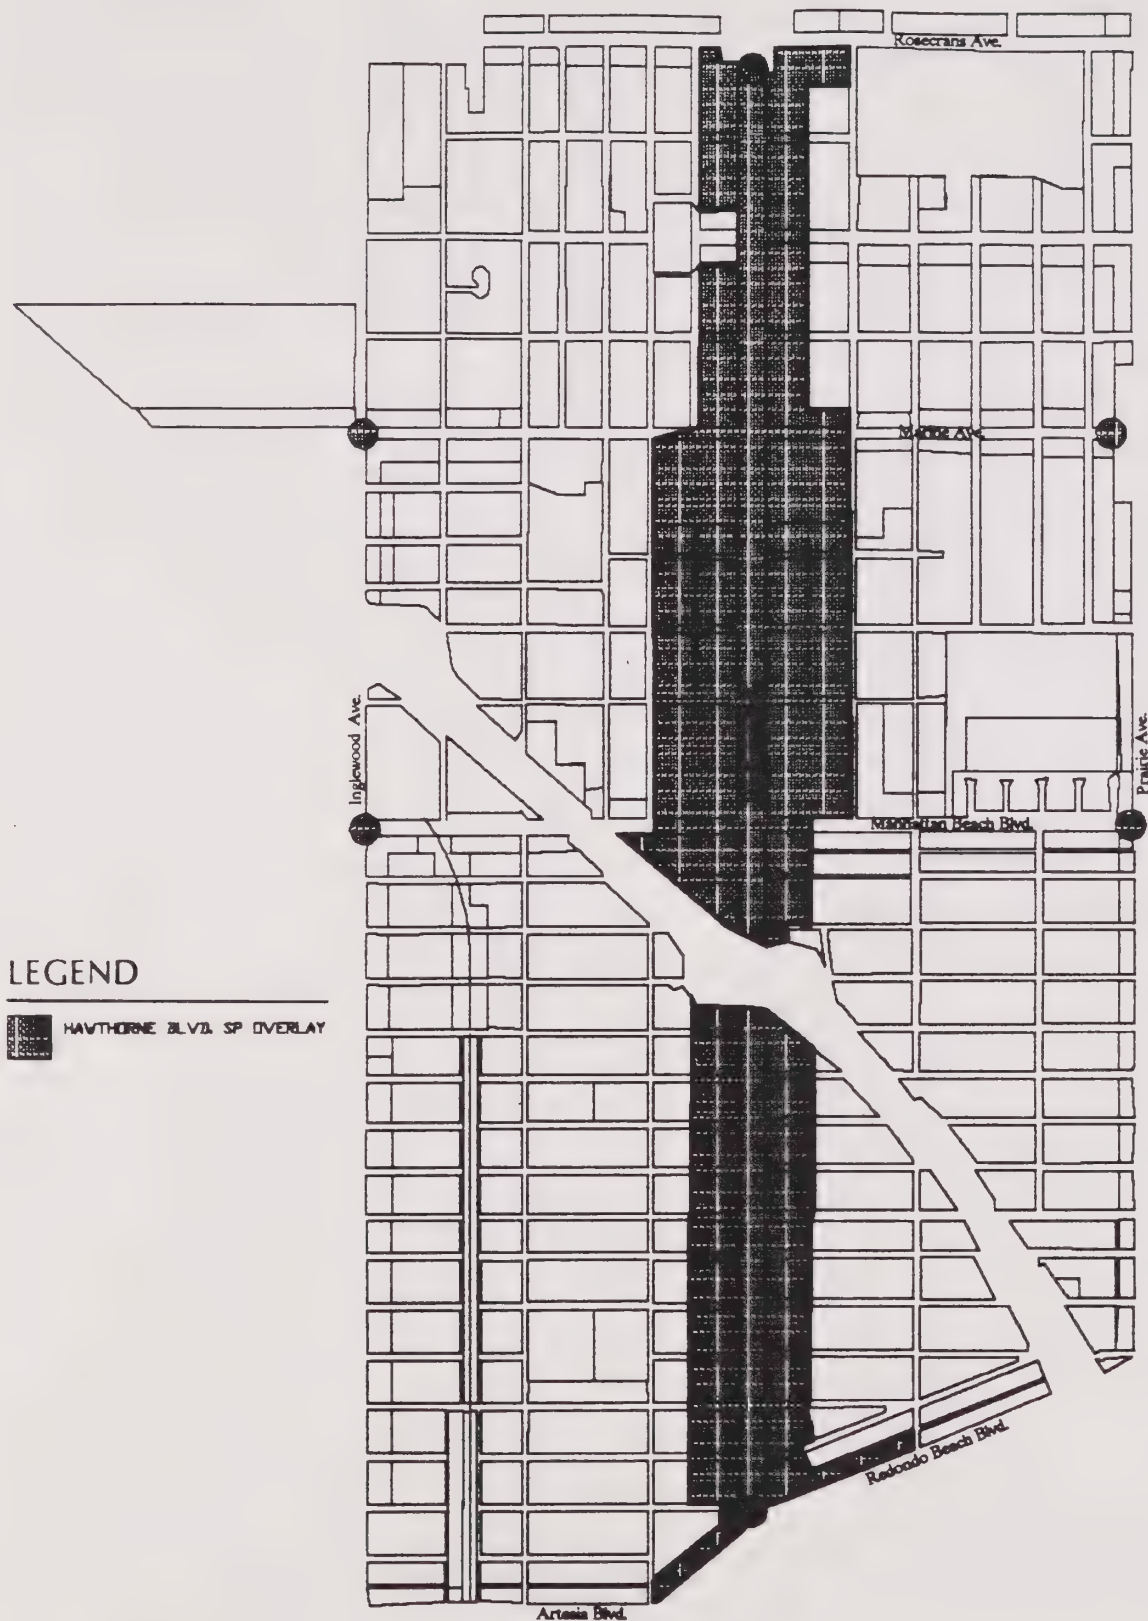 Rosecrans Ave.
Marine Ave.
Inglewood Ave.
Prairie Ave.
Manhattan Beach Blvd.
LEGEND
HAWTHORNE BLVD. SP OVERLAY
Redondo Beach Blvd.
Artesia Blvd.